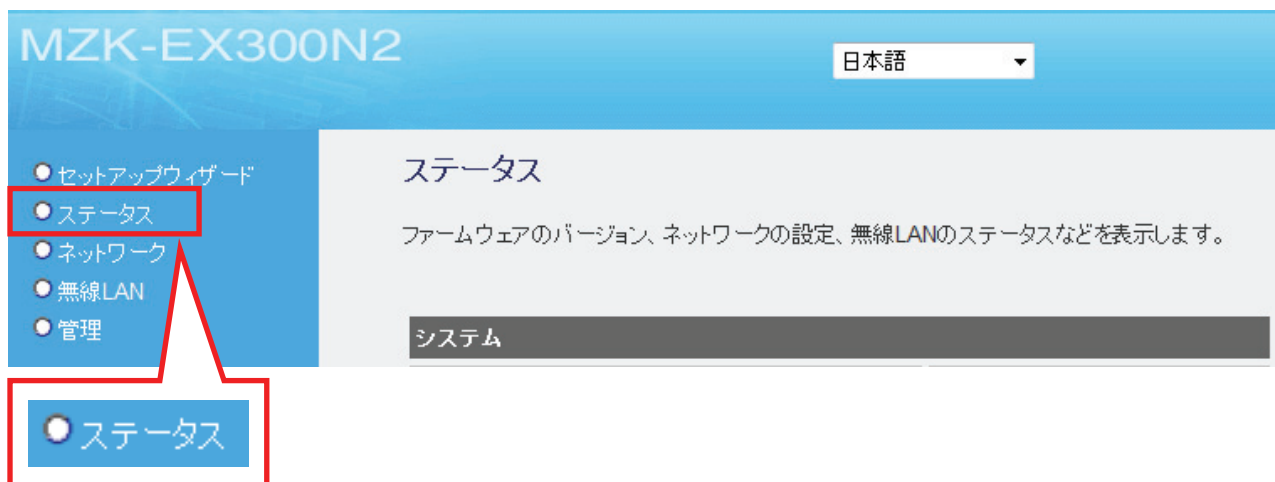 MZK-EX300N2
日本語
セットアップウィザード
ステータス
ネットワーク
無線LAN
管理
ステータス
ファームウェアのバージョン、ネットワークの設定、無線LANのステータスなどを表示します。
システム
ステータス